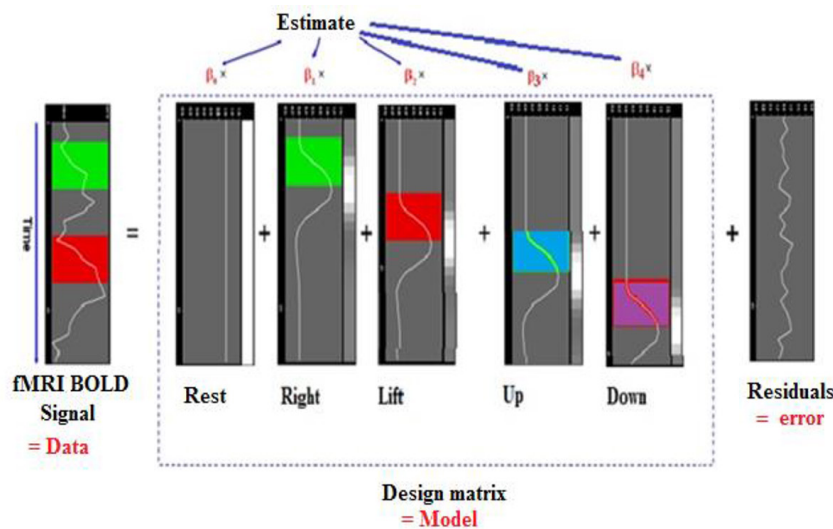 Estimate
β₀ x β₁ x β₂ x β₃ x β₄ x
Time
= + + + + +
fMRI BOLD
Signal
= Data
Rest Right Lift Up Down
Residuals
= error
Design matrix
= Model